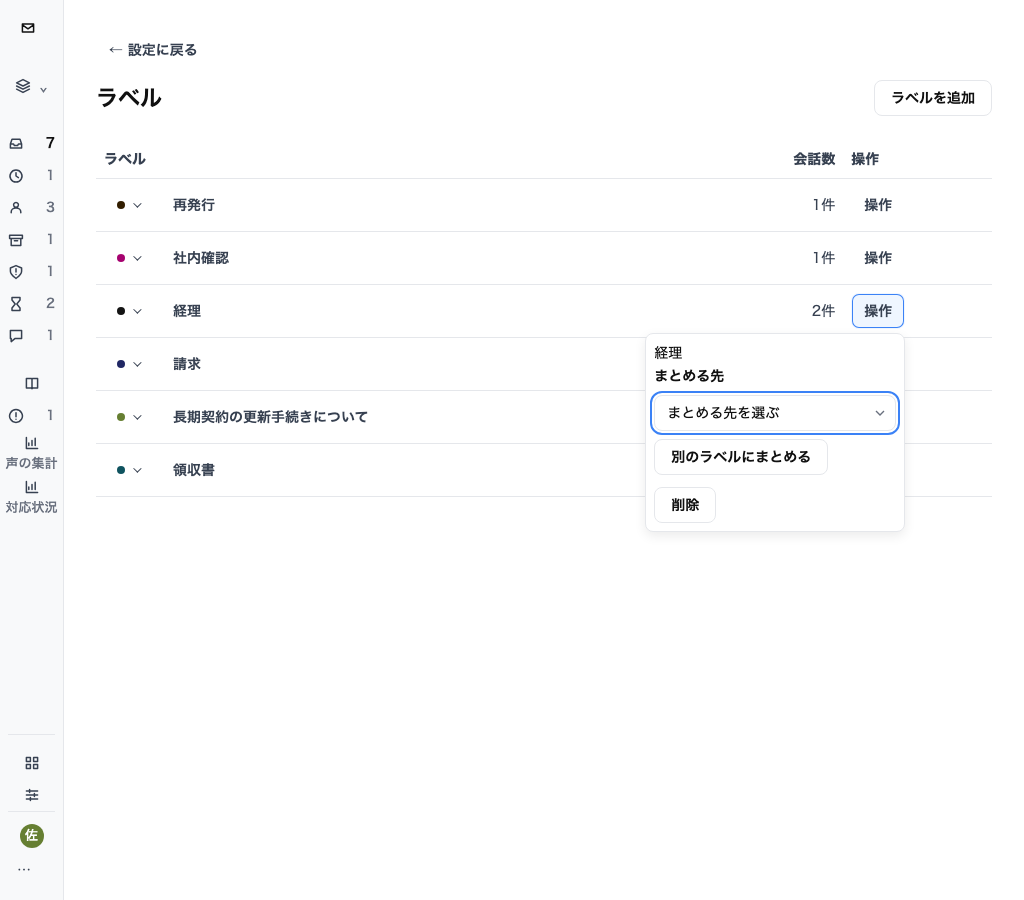 ← 設定に戻る
ラベル
ラベルを追加
ラベル 会話数 操作
再発行 1件 操作
社内確認 1件 操作
経理 2件 操作
請求
長期契約の更新手続きについて
領収書
経理
まとめる先
まとめる先を選ぶ
別のラベルにまとめる
削除
7
1
3
1
1
2
1
1
声の集計
対応状況
佐
…